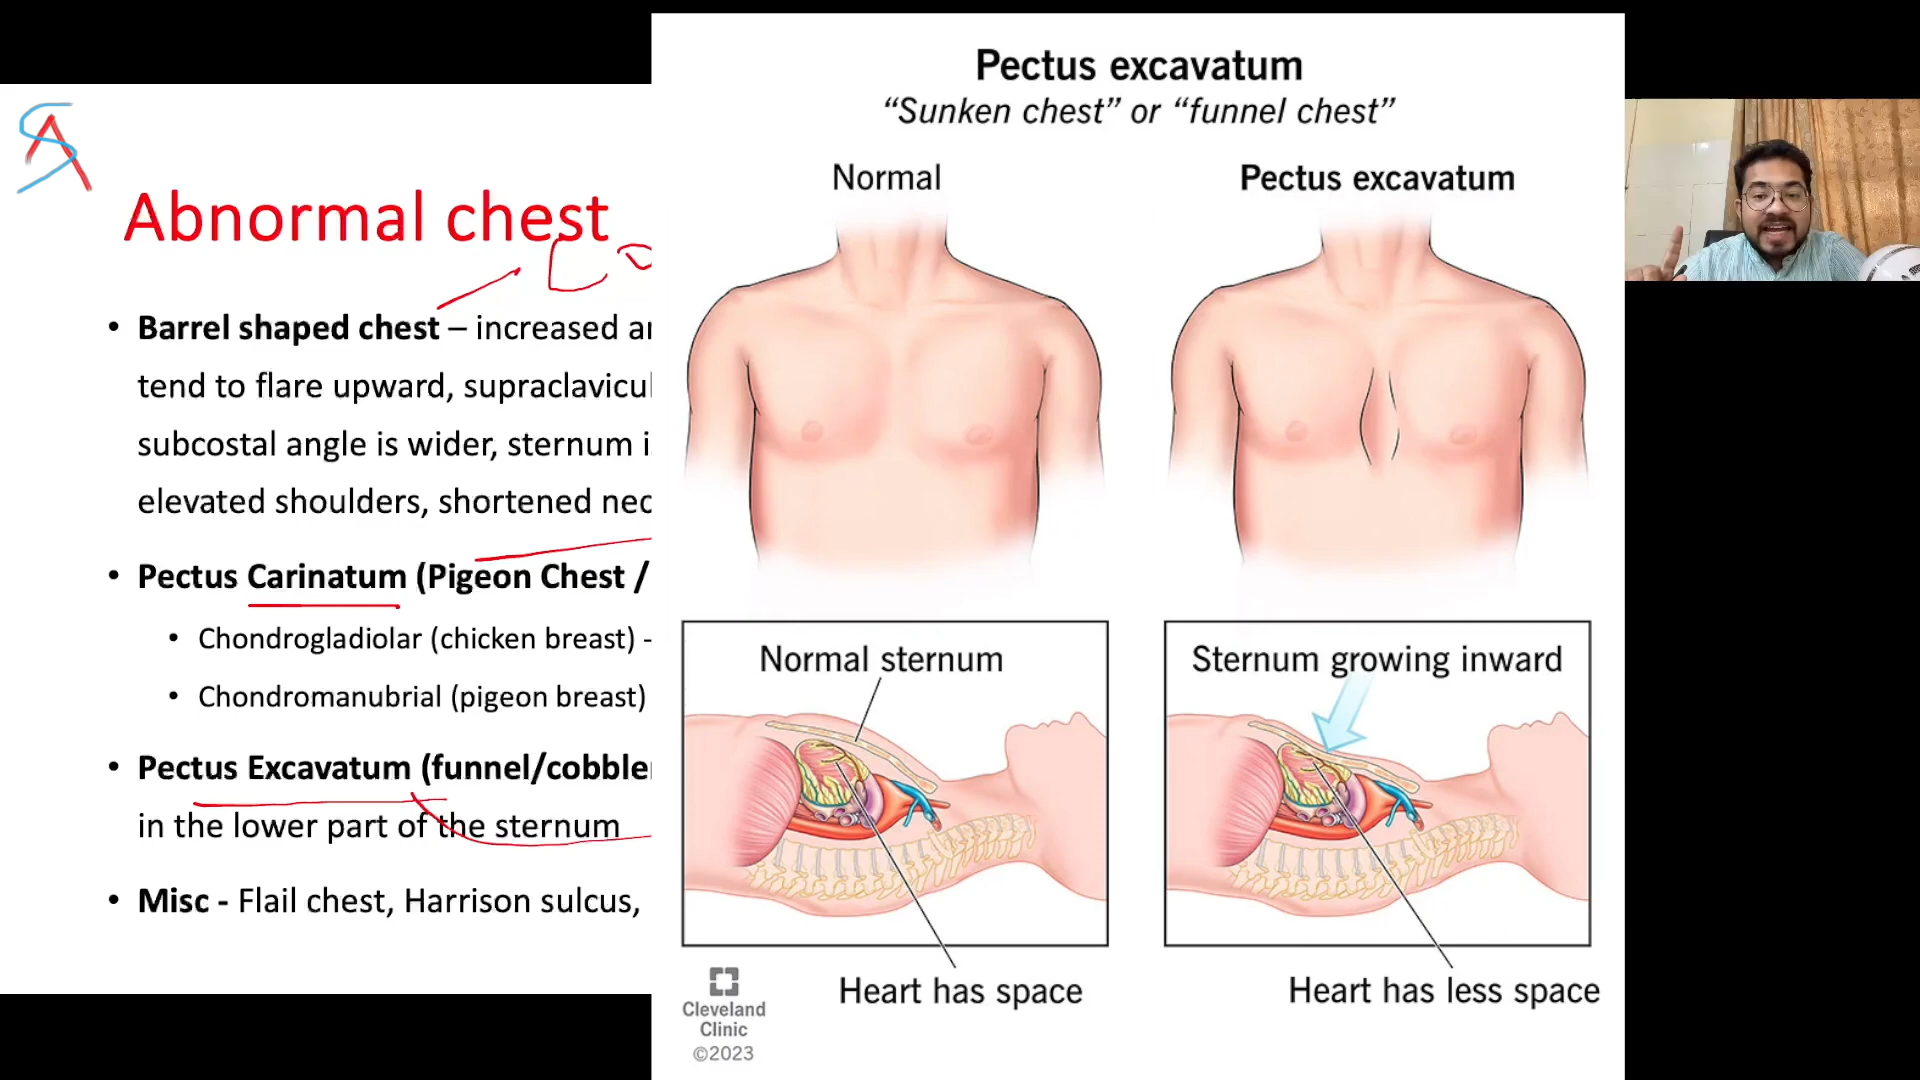 Abnormal chest
• Barrel shaped chest – increased
tend to flare upward,
subcostal angle is wider, sternum
elevated shoulders, shortened
• Pectus Carinatum (Pigeon Chest /
• Chondrogladiolar (chicken breast) -
• Chondromanubrial (pigeon breast)
• Pectus Excavatum (funnel/cobbler
in the lower part of the sternum
• Misc - Flail chest, Harrison sulcus,
Pectus excavatum
“Sunken chest” or “funnel chest”
Normal
Pectus excavatum
Normal sternum
Sternum growing inward
Heart has space
Heart has less space
Cleveland
Clinic
©2023